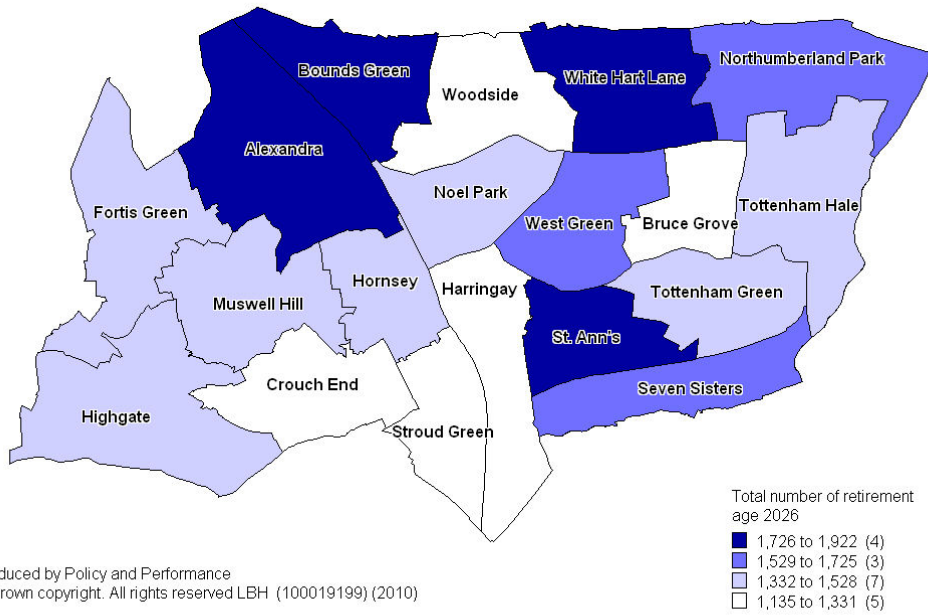 Bounds Green
Woodside
White Hart Lane
Northumberland Park
Alexandra
Noel Park
Fortis Green
West Green
Bruce Grove
Tottenham Hale
Muswell Hill
Hornsey
Harringay
Tottenham Green
St. Ann's
Crouch End
Seven Sisters
Highgate
Stroud Green
Total number of retirement
age 2026
1,726 to 1,922 (4)
1,529 to 1,725 (3)
1,332 to 1,528 (7)
1,135 to 1,331 (5)
duced by Policy and Performance
rown copyright. All rights reserved LBH (100019199) (2010)